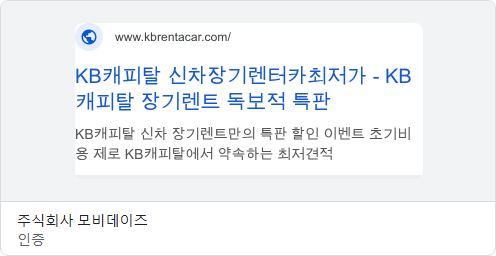 www.kbrentacar.com/
KB캐피탈 신차장기렌터카최저가 - KB
캐피탈 장기렌트 독보적 특판
KB캐피탈 신차 장기렌트만의 특판 할인 이벤트 초기비
용 제로 KB캐피탈에서 약속하는 최저견적
주식회사 모비데이즈
인증